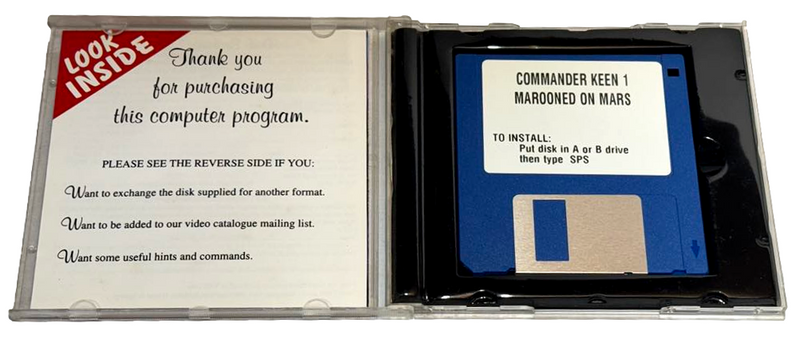 LOOK
INSIDE
Thank you
for purchasing
this computer program.
PLEASE SEE THE REVERSE SIDE IF YOU:
Want to exchange the disk supplied for another format.
Want to be added to our video catalogue mailing list.
Want some useful hints and commands.
COMMANDER KEEN 1
MAROONED ON MARS
TO INSTALL:
Put disk in A or B drive
then type SPS